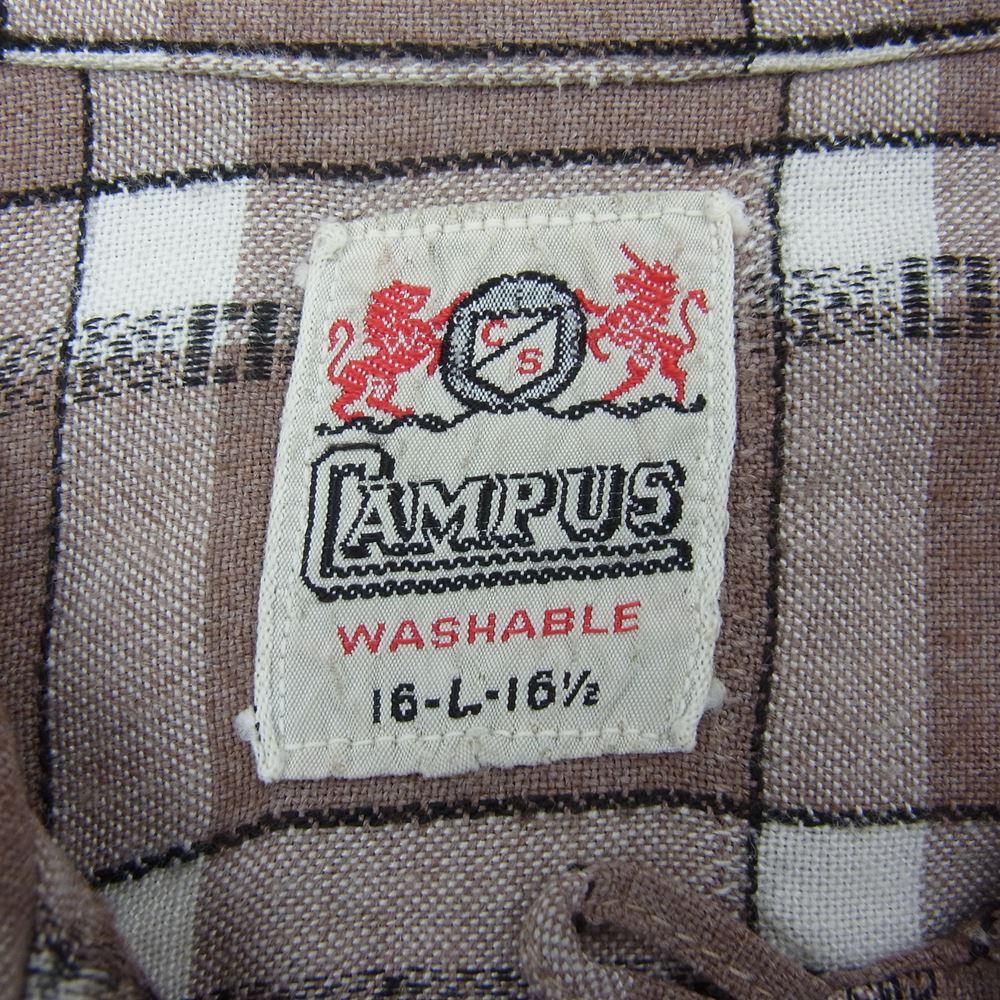 C
S
CAMPUS
WASHABLE
16-L-16½